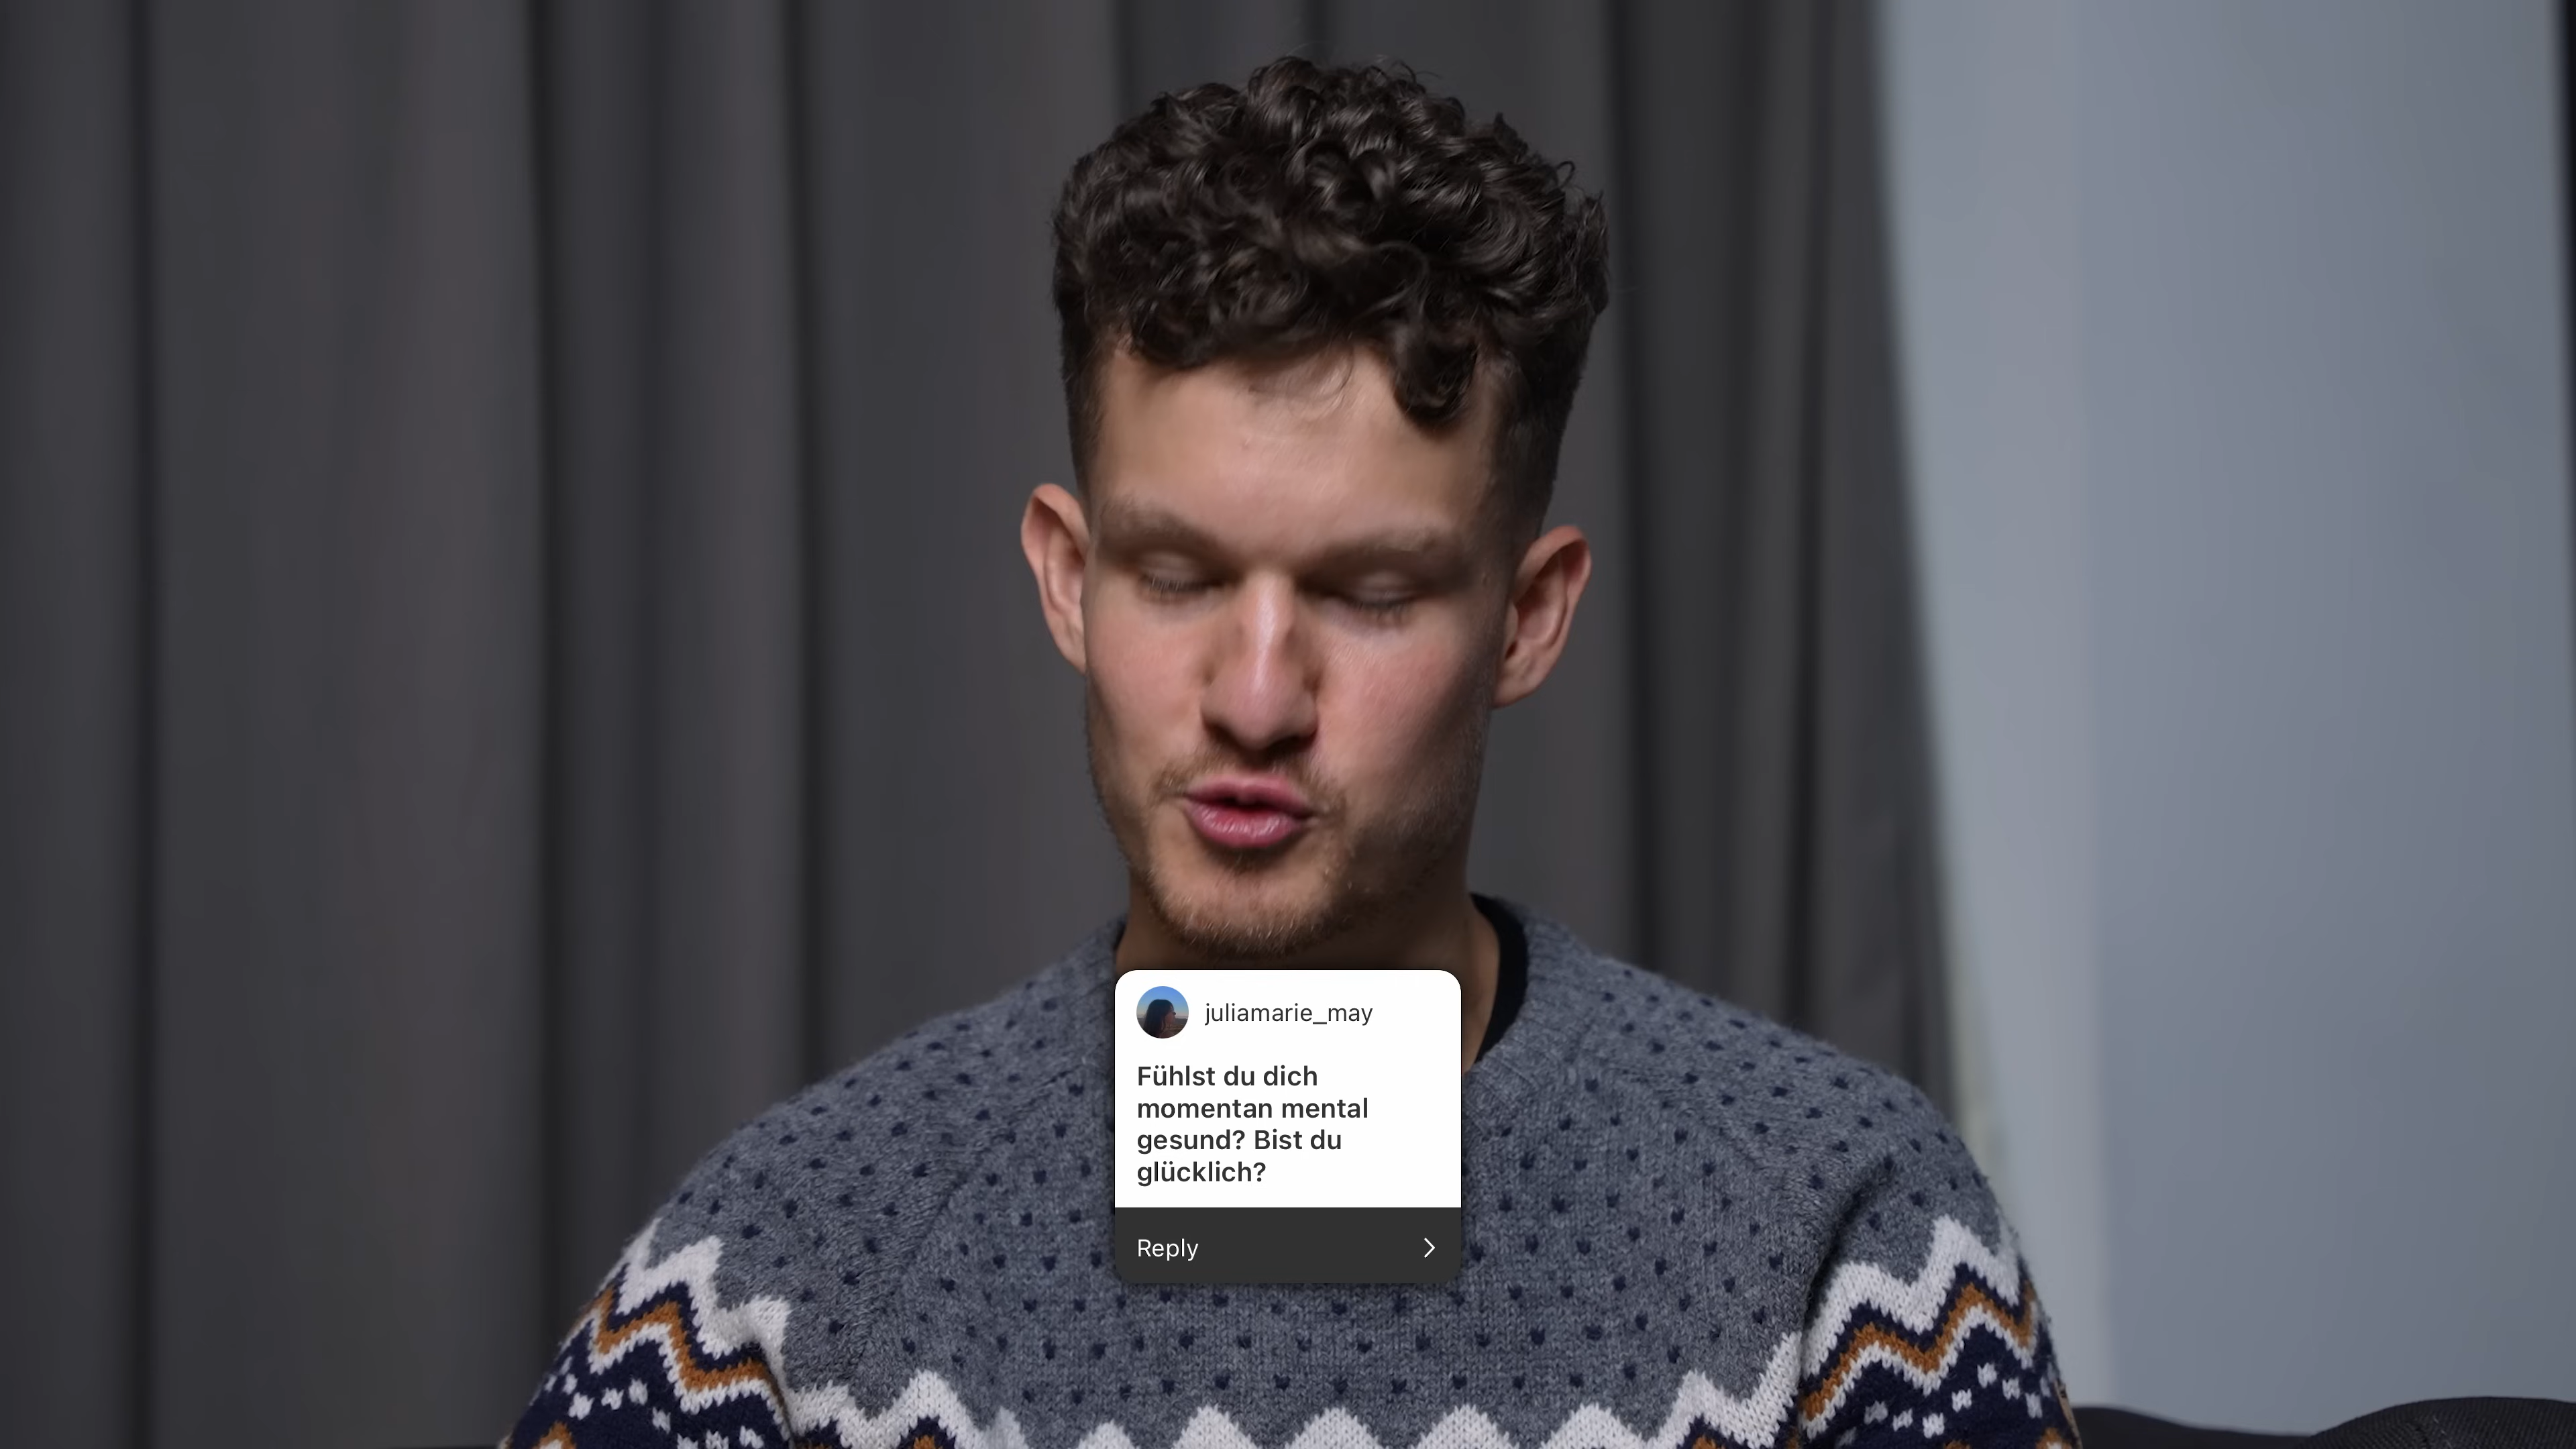 juliamarie_may
Fühlst du dich
momentan mental
gesund? Bist du
glücklich?
Reply